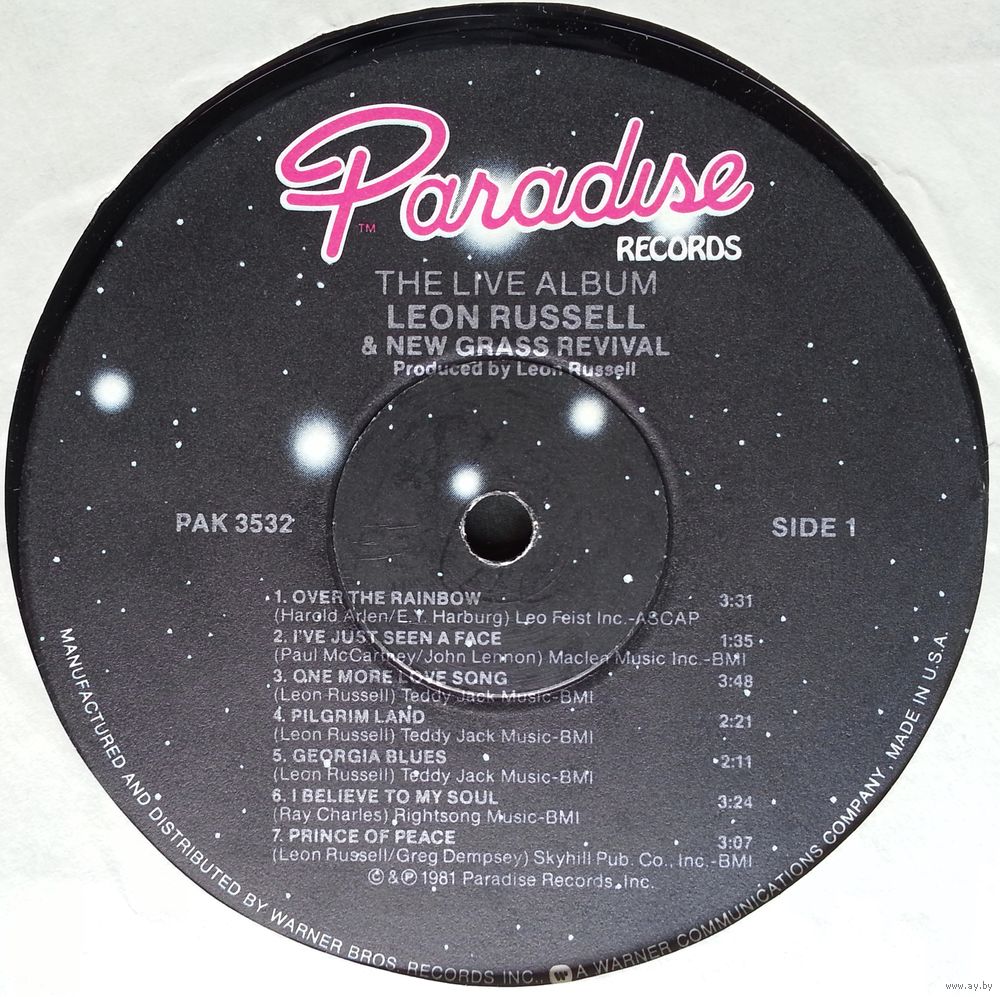 Paradise
TM
RECORDS
THE LIVE ALBUM
LEON RUSSELL
& NEW GRASS REVIVAL
Produced by Leon Russell
PAK 3532
SIDE 1
1. OVER THE RAINBOW 3:31
(Harold Arlen/E.Y. Harburg) Leo Feist Inc.-ASCAP
2. I'VE JUST SEEN A FACE 1:35
(Paul McCartney/John Lennon) Maclen Music Inc.-BMI
3. ONE MORE LOVE SONG 3:48
(Leon Russell) Teddy Jack Music-BMI
4. PILGRIM LAND 2:21
(Leon Russell) Teddy Jack Music-BMI
5. GEORGIA BLUES 2:11
(Leon Russell) Teddy Jack Music-BMI
6. I BELIEVE TO MY SOUL 3:24
(Ray Charles) Rightsong Music-BMI
7. PRINCE OF PEACE 3:07
(Leon Russell/Greg Dempsey) Skyhill Pub. Co., Inc.-BMI
© & ℗ 1981 Paradise Records, Inc.
MANUFACTURED AND DISTRIBUTED BY WARNER BROS. RECORDS INC., A WARNER COMMUNICATIONS COMPANY, MADE IN U.S.A.
www.ay.by